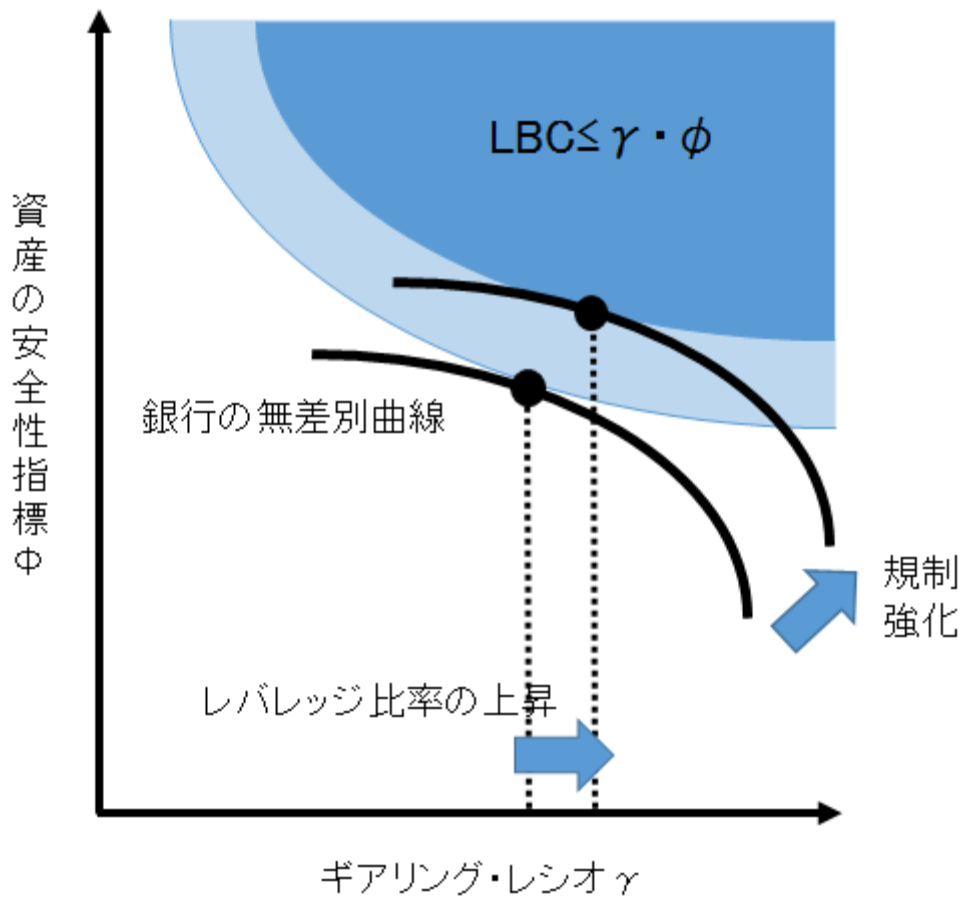 LBC≦γ・φ
資産の安全性指標Φ
銀行の無差別曲線
規制
強化
レバレッジ比率の上昇
ギアリング・レシオγ